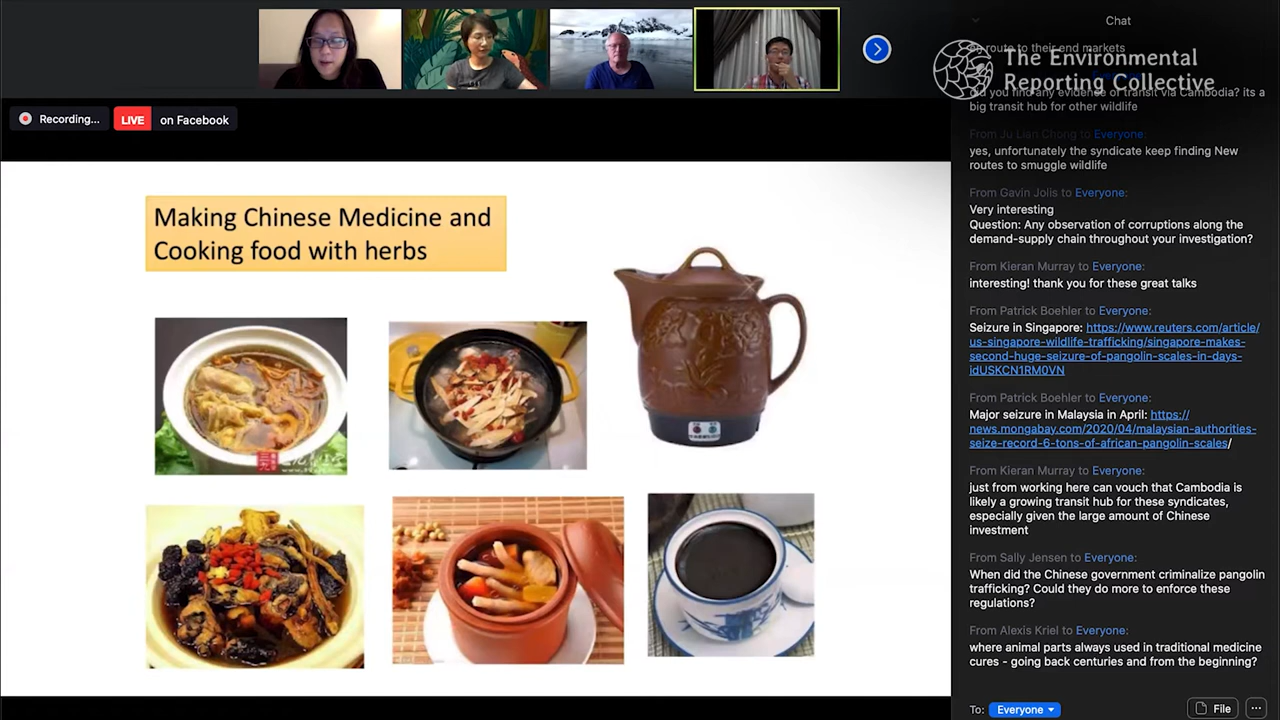 Chat
en route to their end markets
The Environmental
Reporting Collective
did you find any evidence of transit via Cambodia? its a
big transit hub for other wildlife
Recording...
LIVE
on Facebook
From Ju Lian Chong to Everyone:
yes, unfortunately the syndicate keep finding New
routes to smuggle wildlife
From Gavin Jolis to Everyone:
Very interesting
Question: Any observation of corruptions along the
demand-supply chain throughout your investigation?
From Kieran Murray to Everyone:
interesting! thank you for these great talks
From Patrick Boehler to Everyone:
Seizure in Singapore: https://www.reuters.com/article/
us-singapore-wildlife-trafficking/singapore-makes-
second-huge-seizure-of-pangolin-scales-in-days-
idUSKCN1RM0VN
From Patrick Boehler to Everyone:
Major seizure in Malaysia in April: https://
news.mongabay.com/2020/04/malaysian-authorities-
seize-record-6-tons-of-african-pangolin-scales/
From Kieran Murray to Everyone:
just from working here can vouch that Cambodia is
likely a growing transit hub for these syndicates,
especially given the large amount of Chinese
investment
From Sally Jensen to Everyone:
When did the Chinese government criminalize pangolin
trafficking? Could they do more to enforce these
regulations?
From Alexis Kriel to Everyone:
where animal parts always used in traditional medicine
cures - going back centuries and from the beginning?
To: Everyone
File
Making Chinese Medicine and
Cooking food with herbs